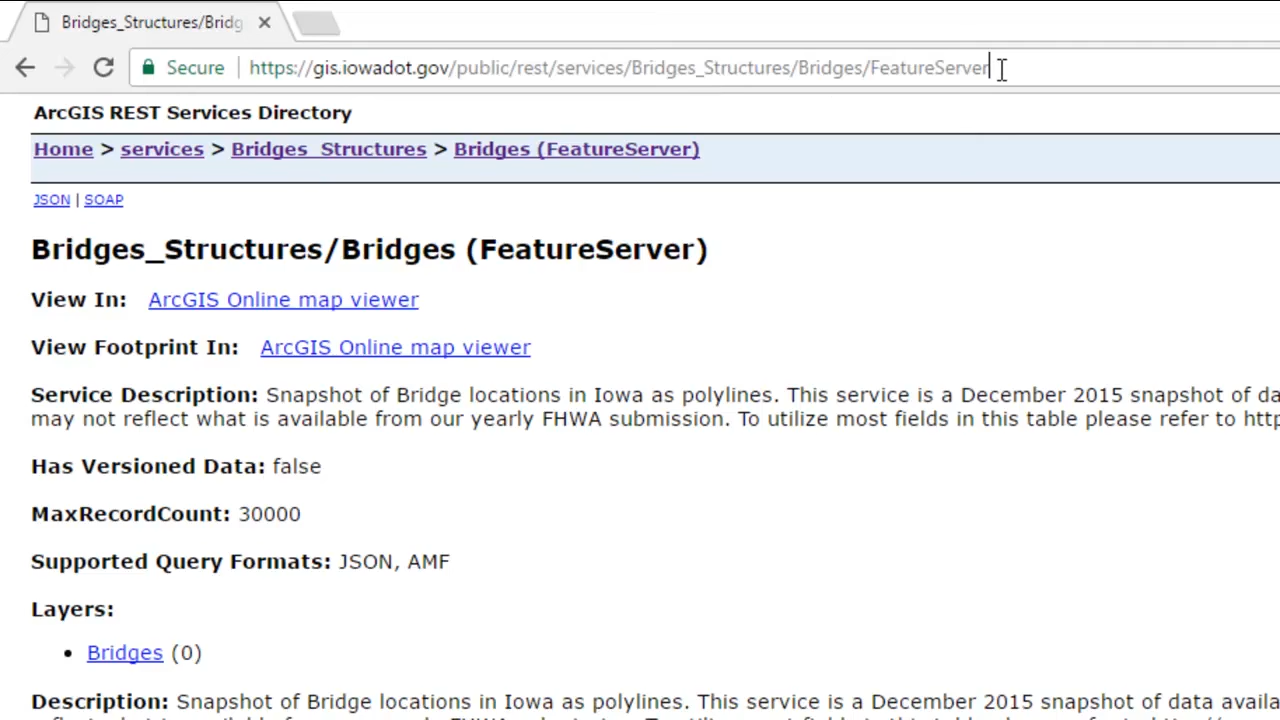 Bridges_Structures/Bridg
Secure | https://gis.iowadot.gov/public/rest/services/Bridges_Structures/Bridges/FeatureServer
ArcGIS REST Services Directory
Home > services > Bridges_Structures > Bridges (FeatureServer)
JSON | SOAP
Bridges_Structures/Bridges (FeatureServer)
View In: ArcGIS Online map viewer
View Footprint In: ArcGIS Online map viewer
Service Description: Snapshot of Bridge locations in Iowa as polylines. This service is a December 2015 snapshot of da
may not reflect what is available from our yearly FHWA submission. To utilize most fields in this table please refer to http
Has Versioned Data: false
MaxRecordCount: 30000
Supported Query Formats: JSON, AMF
Layers:
• Bridges (0)
Description: Snapshot of Bridge locations in Iowa as polylines. This service is a December 2015 snapshot of data availa